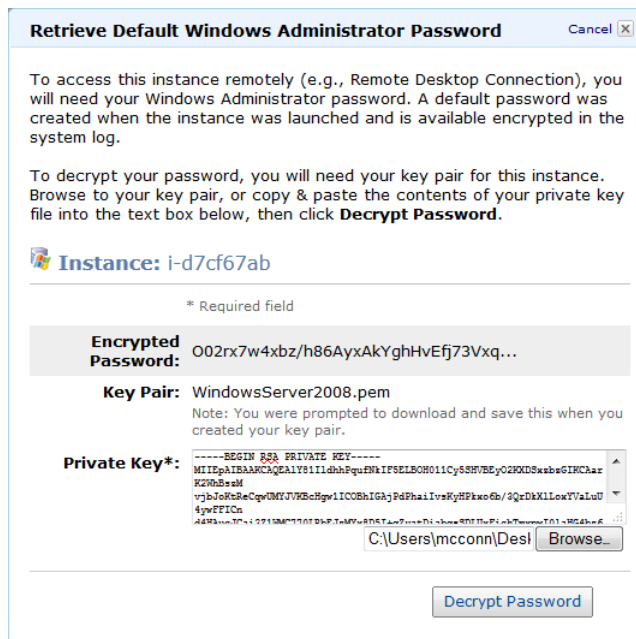 Retrieve Default Windows Administrator Password Cancel
To access this instance remotely (e.g., Remote Desktop Connection), you
will need your Windows Administrator password. A default password was
created when the instance was launched and is available encrypted in the
system log.
To decrypt your password, you will need your key pair for this instance.
Browse to your key pair, or copy & paste the contents of your private key
file into the text box below, then click Decrypt Password.
Instance: i-d7cf67ab
* Required field
Encrypted
Password: O02rx7w4xbz/h86AyxAkYghHvEfj73Vxq...
Key Pair: WindowsServer2008.pem
Note: You were prompted to download and save this when you
created your key pair.
Private Key*:
-----BEGIN RSA PRIVATE KEY-----
C:\Users\mcconn\Desl Browse...
Decrypt Password